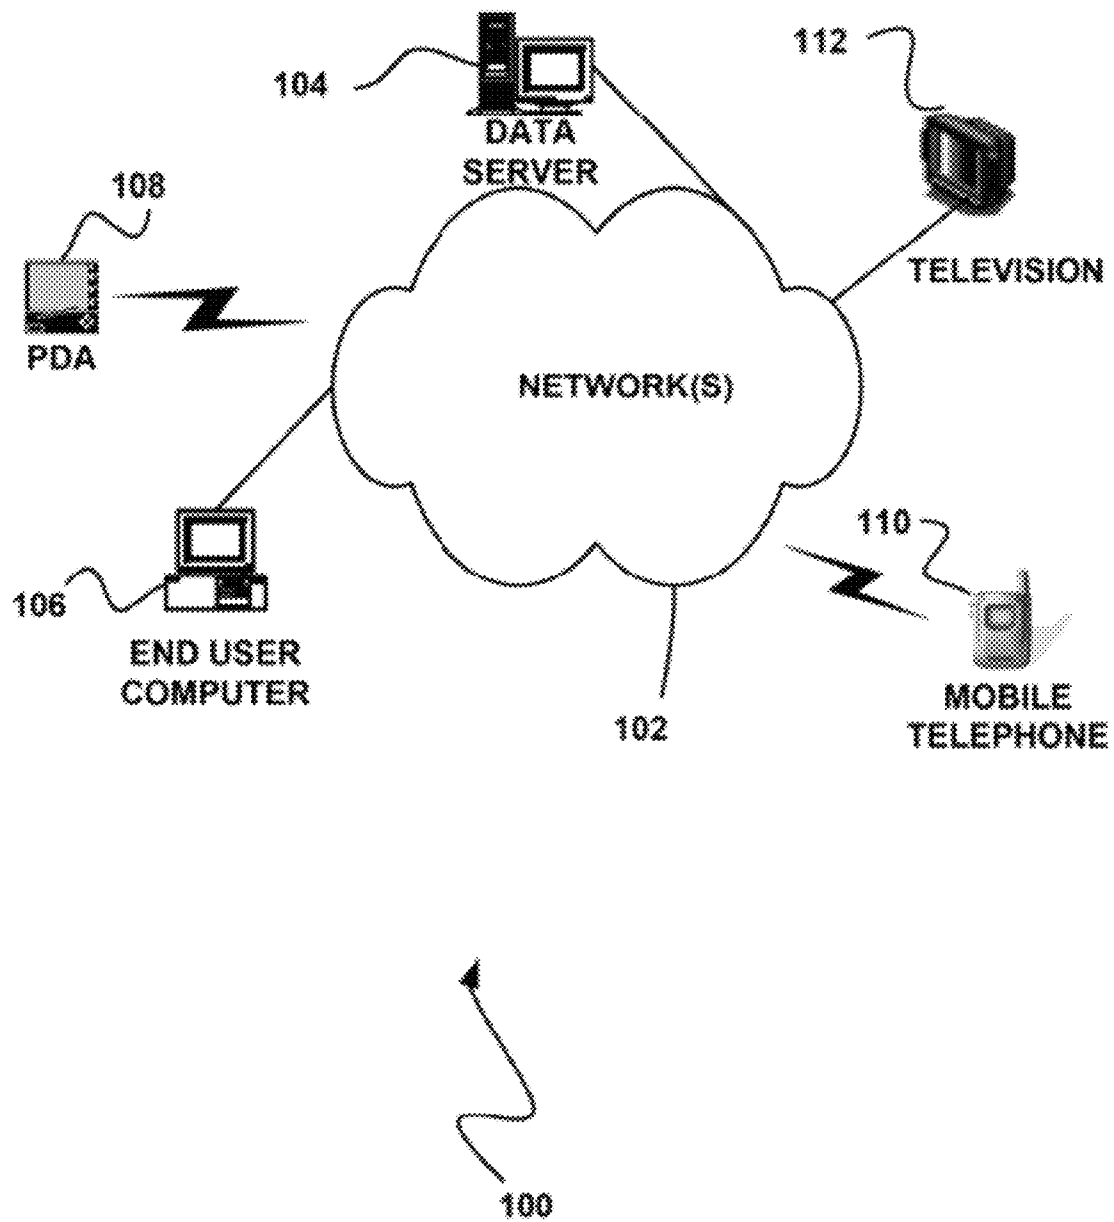 112
104
DATA
SERVER
108
TELEVISION
PDA
NETWORK(S)
110
106
END USER
COMPUTER
MOBILE
TELEPHONE
102
100